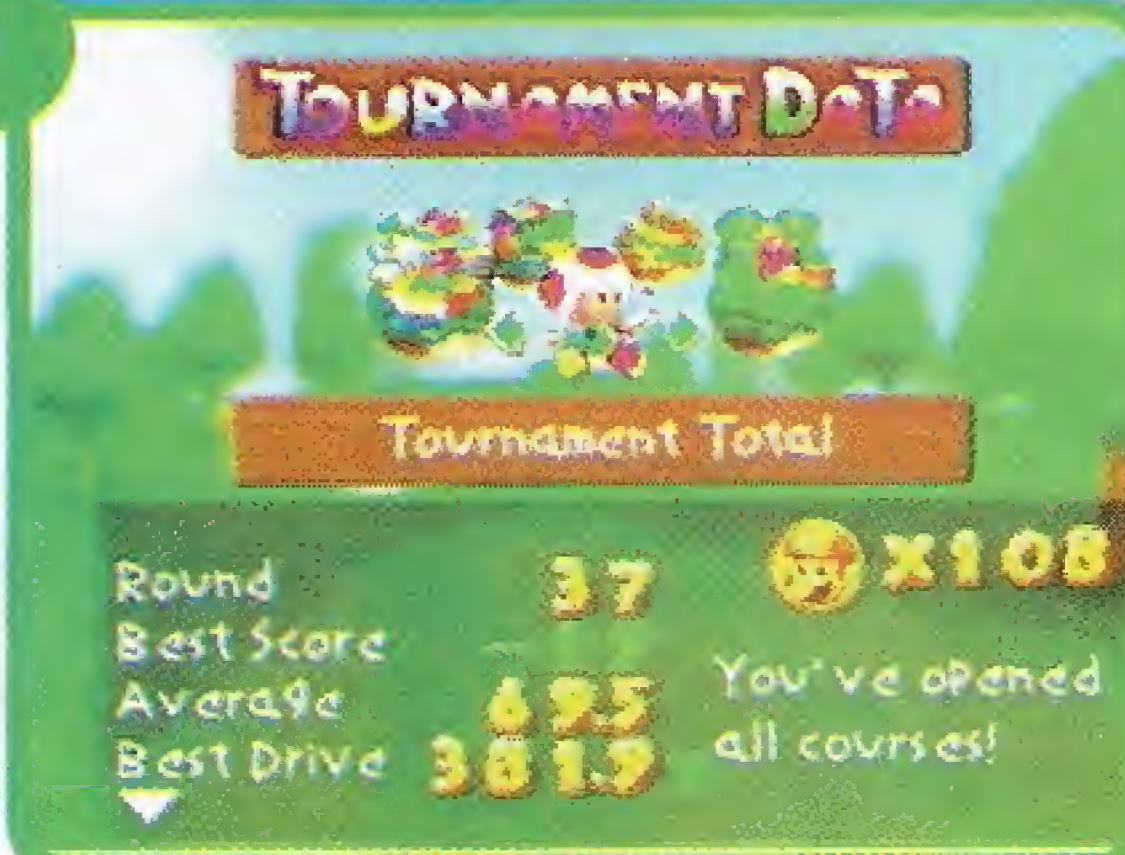 TOURNAMENT DATA
Tournament Total
Round 37
x108
Best Score
Average 69.5
Best Drive 381.9
You've opened
all courses!